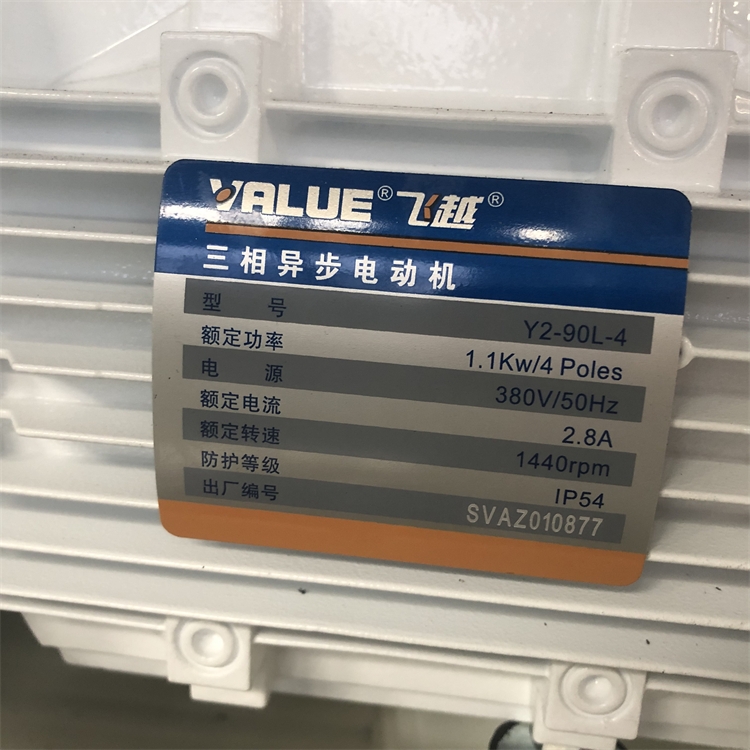 VALUE® 飞越®
三相异步电动机
型 号 Y2-90L-4
额定功率 1.1Kw/4 Poles
电 源 380V/50Hz
额定电流 2.8A
额定转速 1440rpm
防护等级 IP54
出厂编号 SVAZ010877